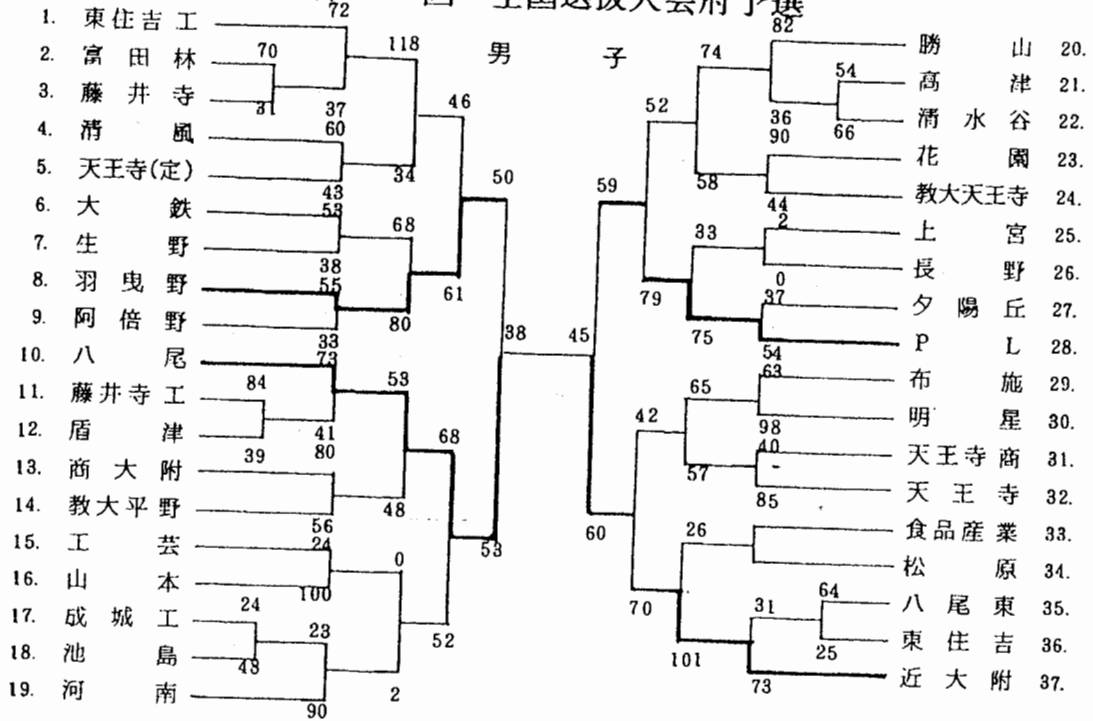 回 全国選抜大会府予選
男子
1. 東住吉工
2. 富田林
3. 藤井寺
4. 清風
5. 天王寺(定)
6. 大鉄
7. 生野
8. 羽曳野
9. 阿倍野
10. 八尾
11. 藤井寺工
12. 盾津
13. 商大附
14. 教大平野
15. 工芸
16. 山本
17. 成城工
18. 池島
19. 河南
72
70
31
37
118
60
43
34
46
53
38
68
55
33
80
61
50
73
84
39
41
53
80
56
48
68
24
100
0
24
48
23
90
2
52
53
38
45
勝山 20.
高津 21.
清水谷 22.
花園 23.
教大天王寺 24.
上宮 25.
長野 26.
夕陽丘 27.
PL 28.
布施 29.
明星 30.
天王寺商 31.
天王寺 32.
食品産業 33.
松原 34.
八尾東 35.
東住吉 36.
近大附 37.
82
54
66
36
74
90
44
58
52
2
0
33
37
54
75
79
59
63
98
65
40
85
57
42
26
64
25
31
73
101
70
60